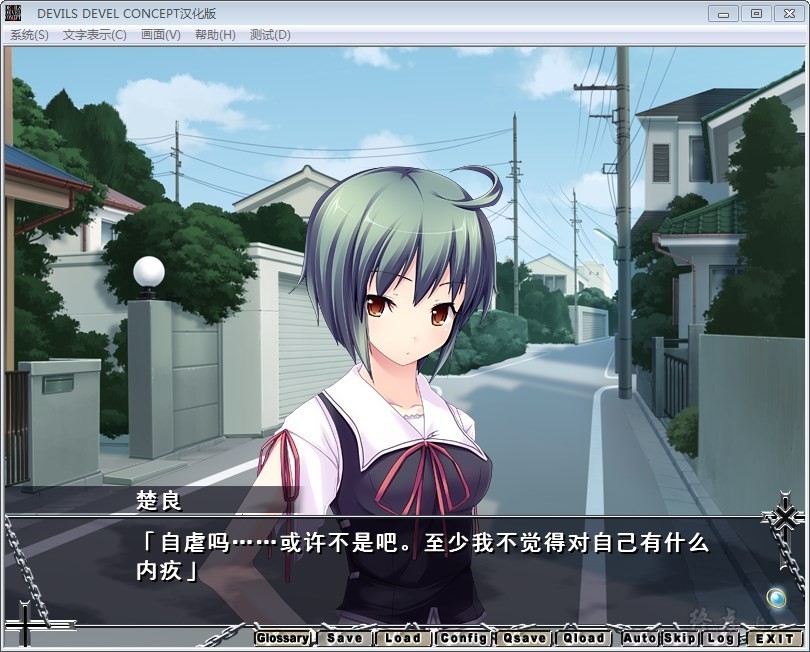 DEVILS DEVEL CONCEPT汉化版
系统(S) 文字表示(C) 画面(V) 帮助(H) 测试(D)
楚良
「自虐吗……或许不是吧。至少我不觉得对自己有什么
内疚」
Glossary Save Load Config Qsave Qload Auto Skip Log EXIT